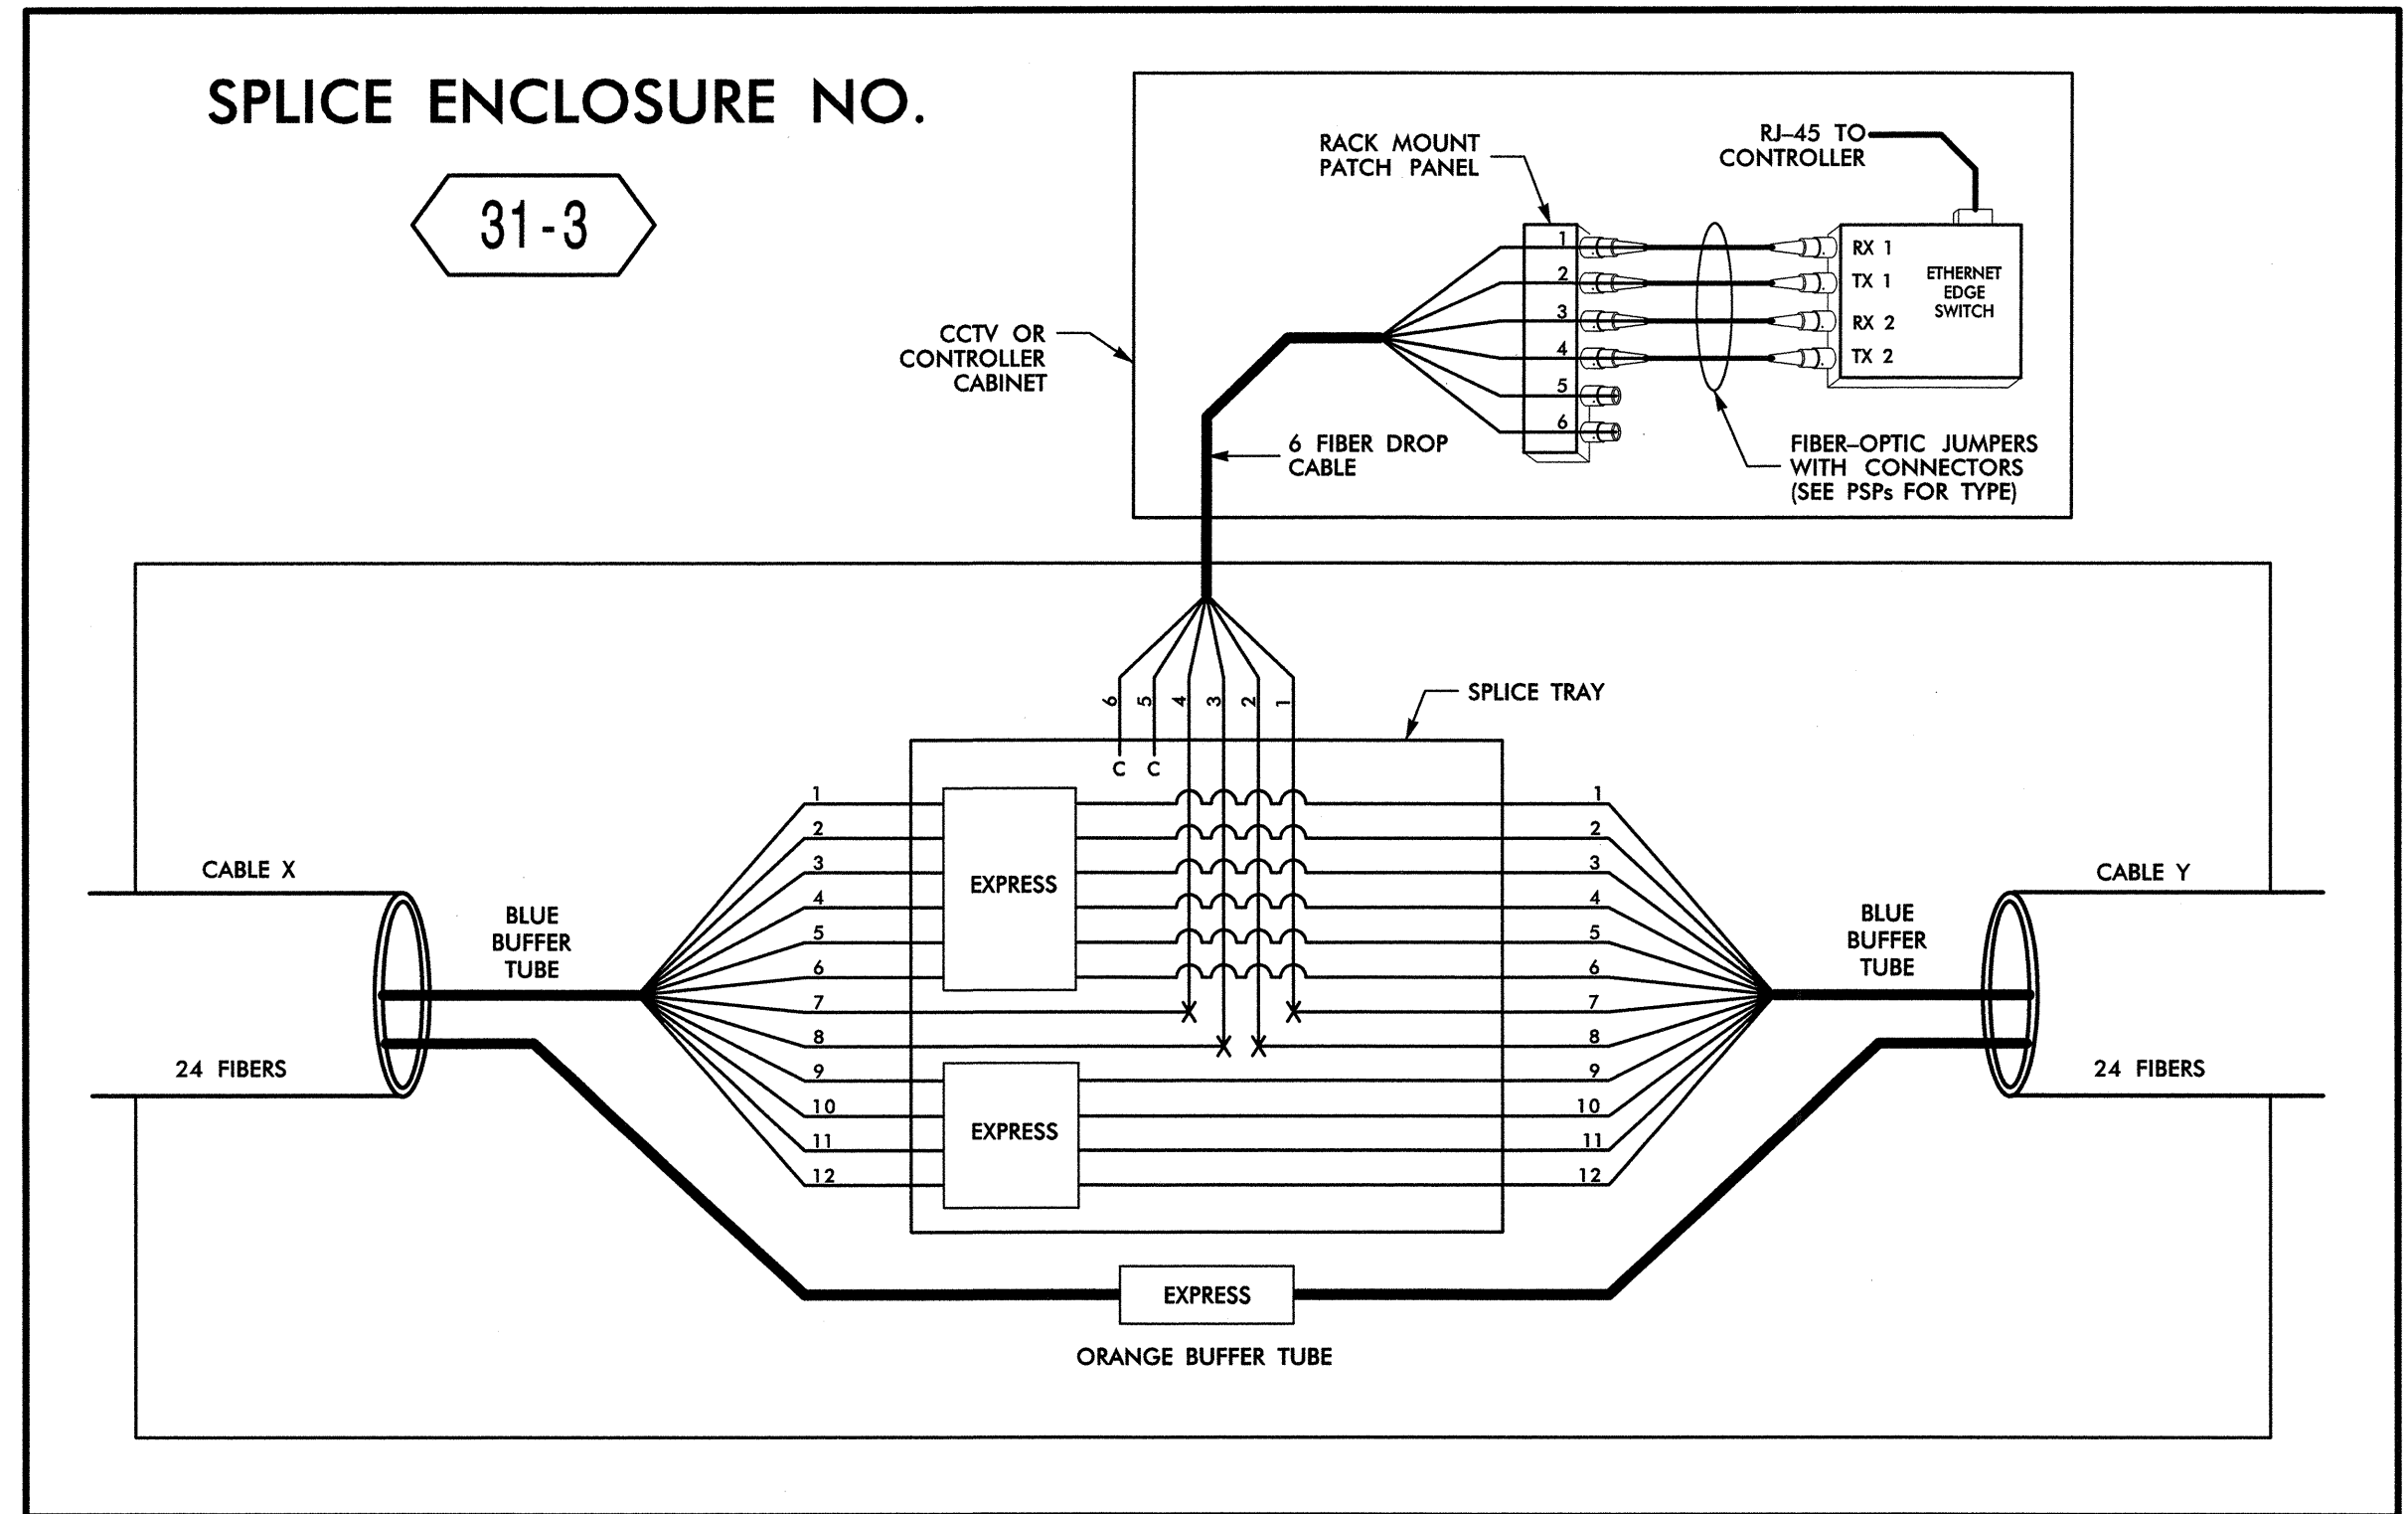 SPLICE ENCLOSURE NO.
31-3
RACK MOUNT
PATCH PANEL
RJ-45 TO
CONTROLLER
1
2
3
4
5
6
RX 1
TX 1
RX 2
TX 2
ETHERNET
EDGE
SWITCH
CCTV OR
CONTROLLER
CABINET
6 FIBER DROP
CABLE
FIBER-OPTIC JUMPERS
WITH CONNECTORS
(SEE PSPs FOR TYPE)
6 5 4 3 2 1
SPLICE TRAY
C C
1
2
3
4
5
6
7
8
9
10
11
12
EXPRESS
EXPRESS
X X
X X
1
2
3
4
5
6
7
8
9
10
11
12
CABLE X
BLUE
BUFFER
TUBE
24 FIBERS
CABLE Y
BLUE
BUFFER
TUBE
24 FIBERS
EXPRESS
ORANGE BUFFER TUBE